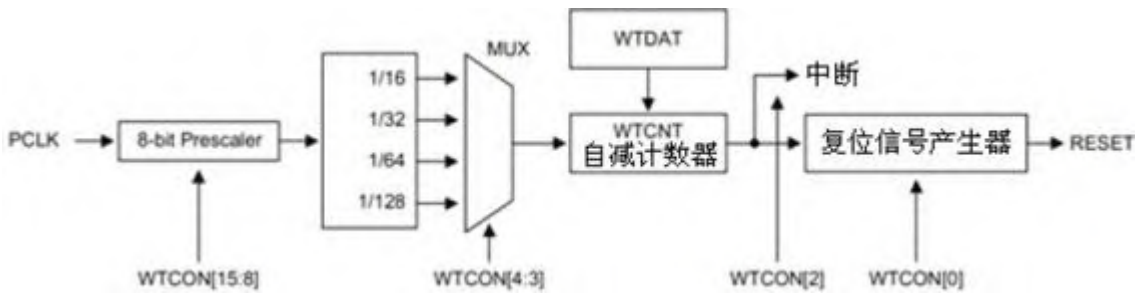 MUX
WTDAT
1/16
中断
PCLK
8-bit Prescaler
1/32
WTCNT
自减计数器
复位信号产生器
RESET
1/64
1/128
WTCON[15:8]
WTCON[4:3]
WTCON[2]
WTCON[0]